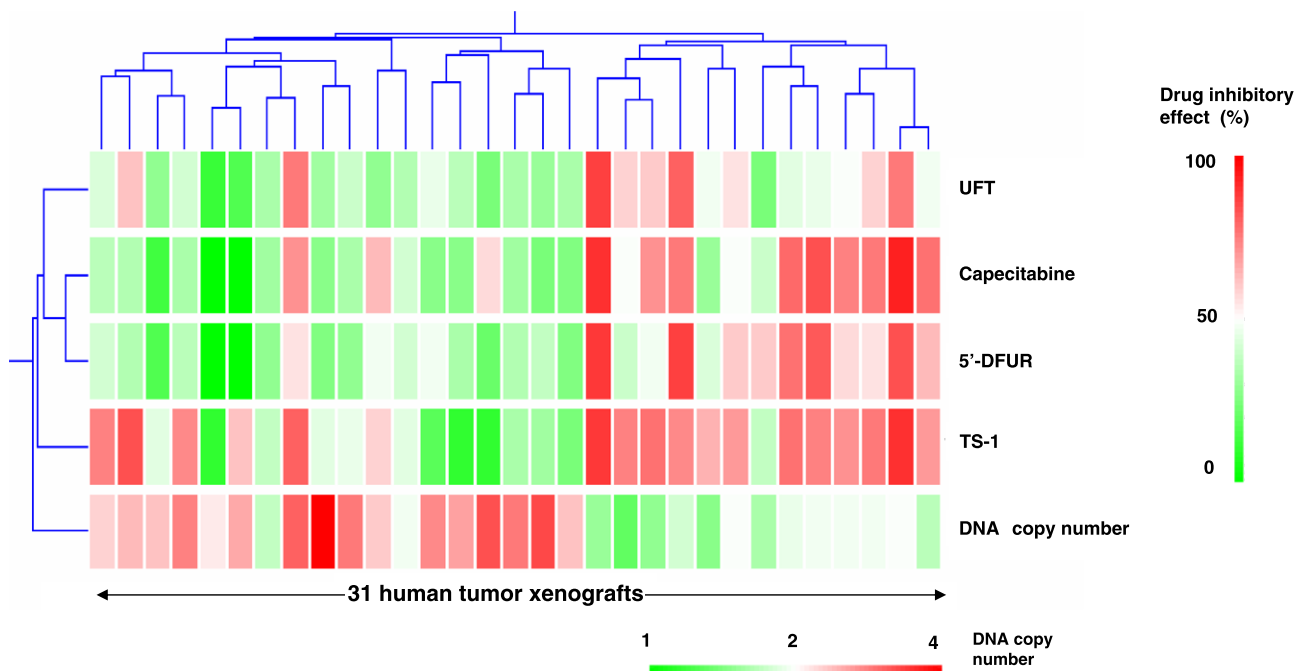 Drug inhibitory
effect (%)
100
50
0
UFT
Capecitabine
5’-DFUR
TS-1
DNA copy number
31 human tumor xenografts
1 2 4
DNA copy
number